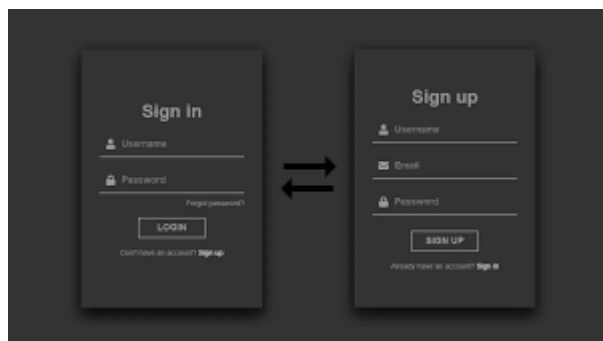 Sign in
Username
Password
Forgot password?
LOGIN
Don't have an account? Sign up
Sign up
Username
Email
Password
SIGN UP
Already have an account? Sign in